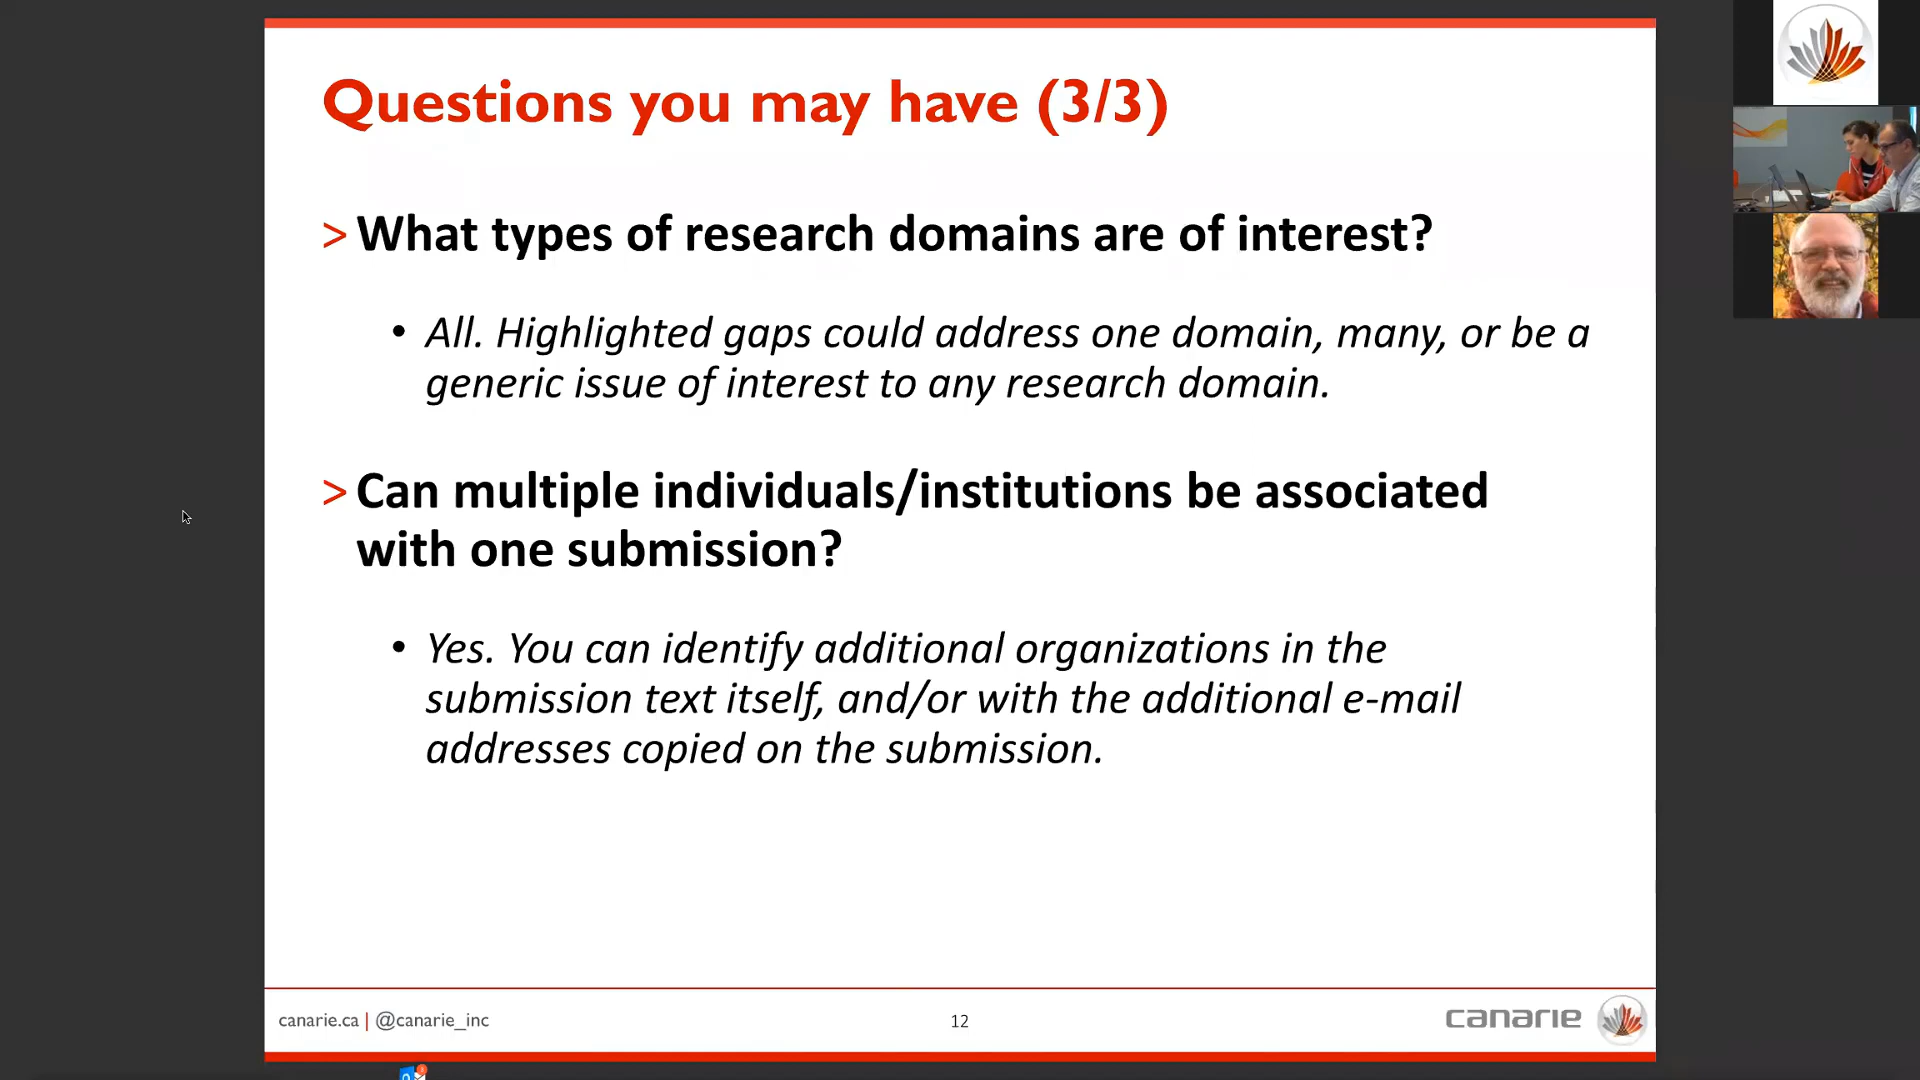 Questions you may have (3/3)
> What types of research domains are of interest?
• All. Highlighted gaps could address one domain, many, or be a
generic issue of interest to any research domain.
> Can multiple individuals/institutions be associated
with one submission?
• Yes. You can identify additional organizations in the
submission text itself, and/or with the additional e-mail
addresses copied on the submission.
canarie.ca | @canarie_inc
12
canarie